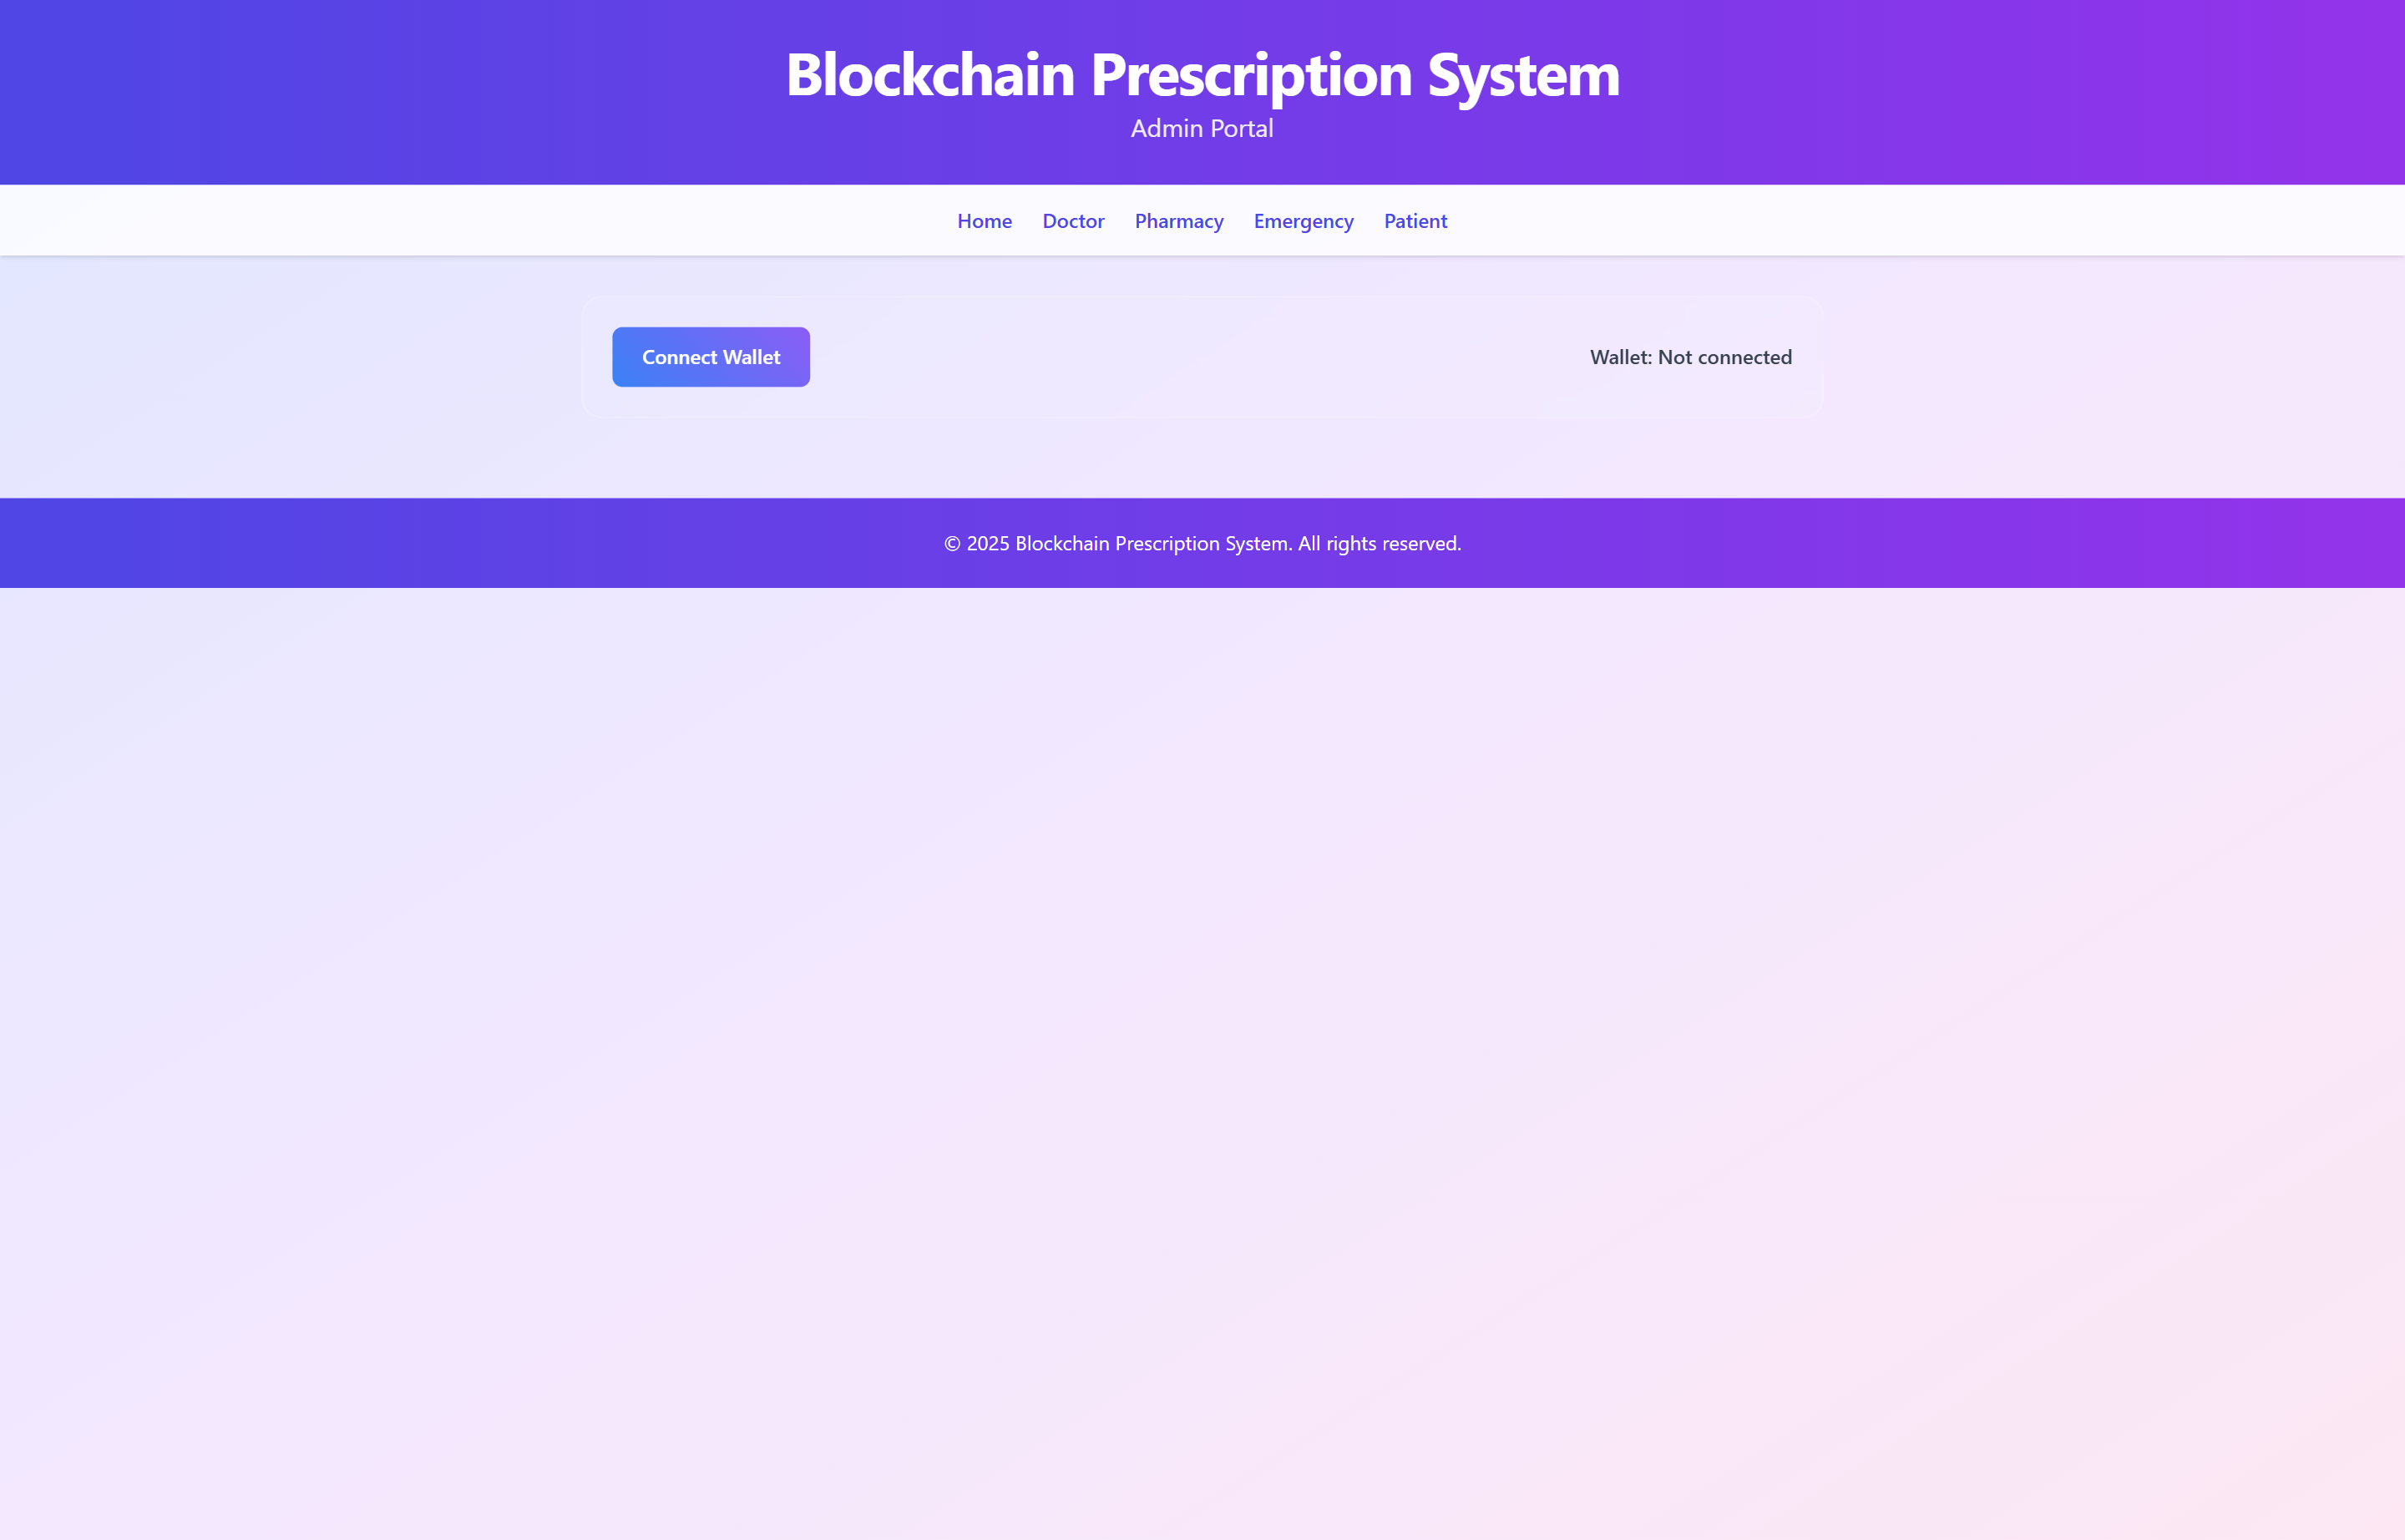 Blockchain Prescription System
Admin Portal
Home Doctor Pharmacy Emergency Patient
Connect Wallet
Wallet: Not connected
© 2025 Blockchain Prescription System. All rights reserved.